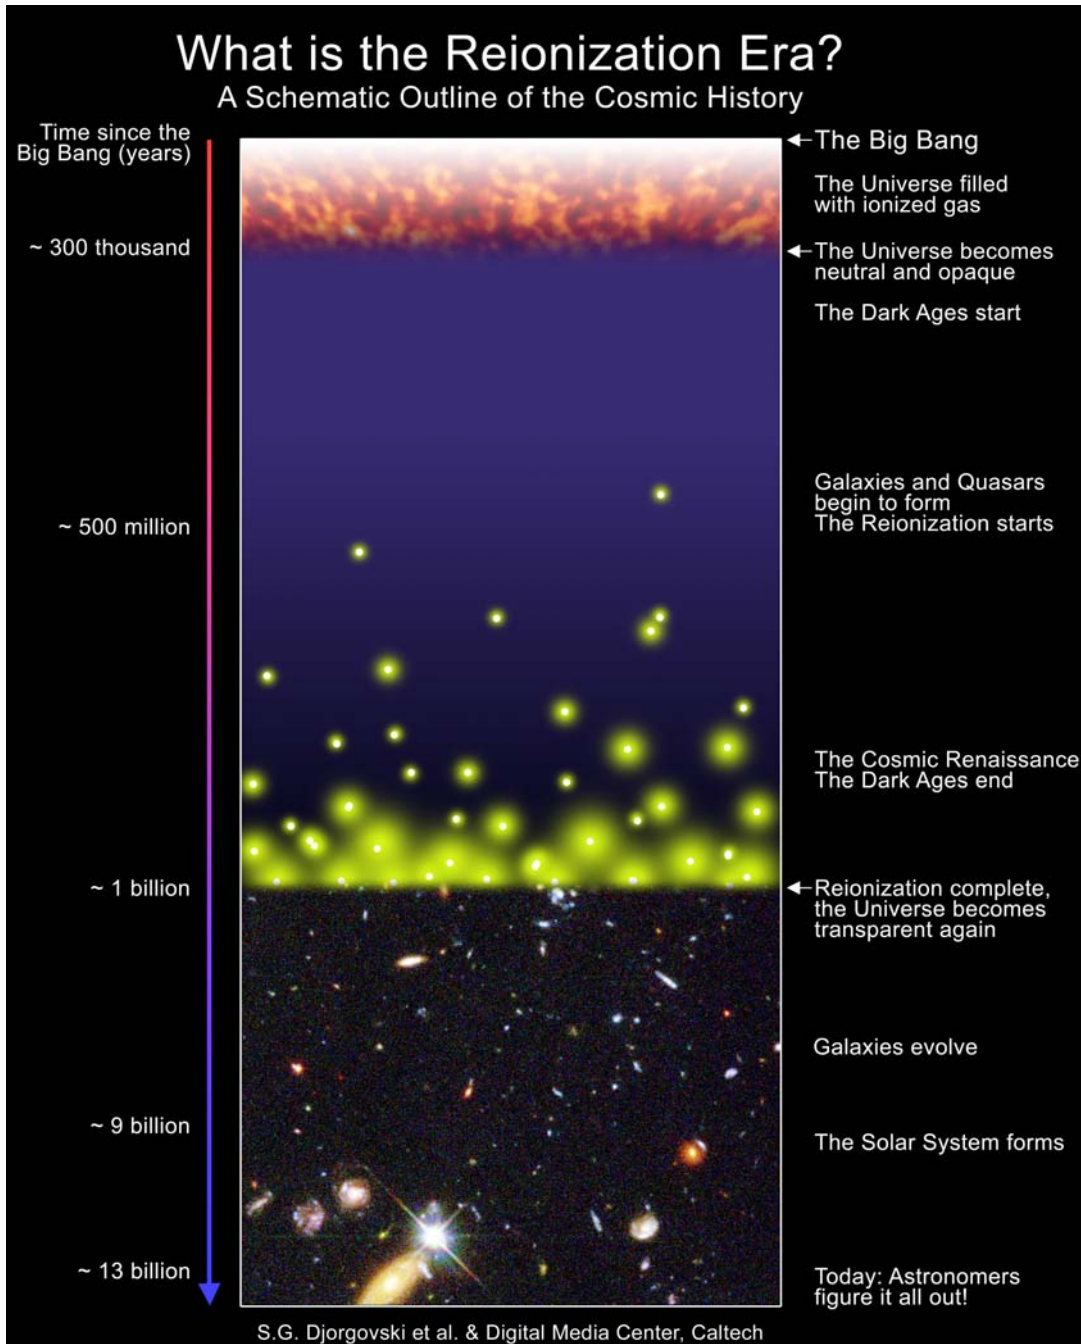 What is the Reionization Era?
A Schematic Outline of the Cosmic History
Time since the
Big Bang (years)
The Big Bang
The Universe filled
with ionized gas
~ 300 thousand
The Universe becomes
neutral and opaque
The Dark Ages start
Galaxies and Quasars
begin to form
The Reionization starts
~ 500 million
The Cosmic Renaissance
The Dark Ages end
~ 1 billion
Reionization complete,
the Universe becomes
transparent again
Galaxies evolve
~ 9 billion
The Solar System forms
~ 13 billion
Today: Astronomers
figure it all out!
S.G. Djorgovski et al. & Digital Media Center, Caltech